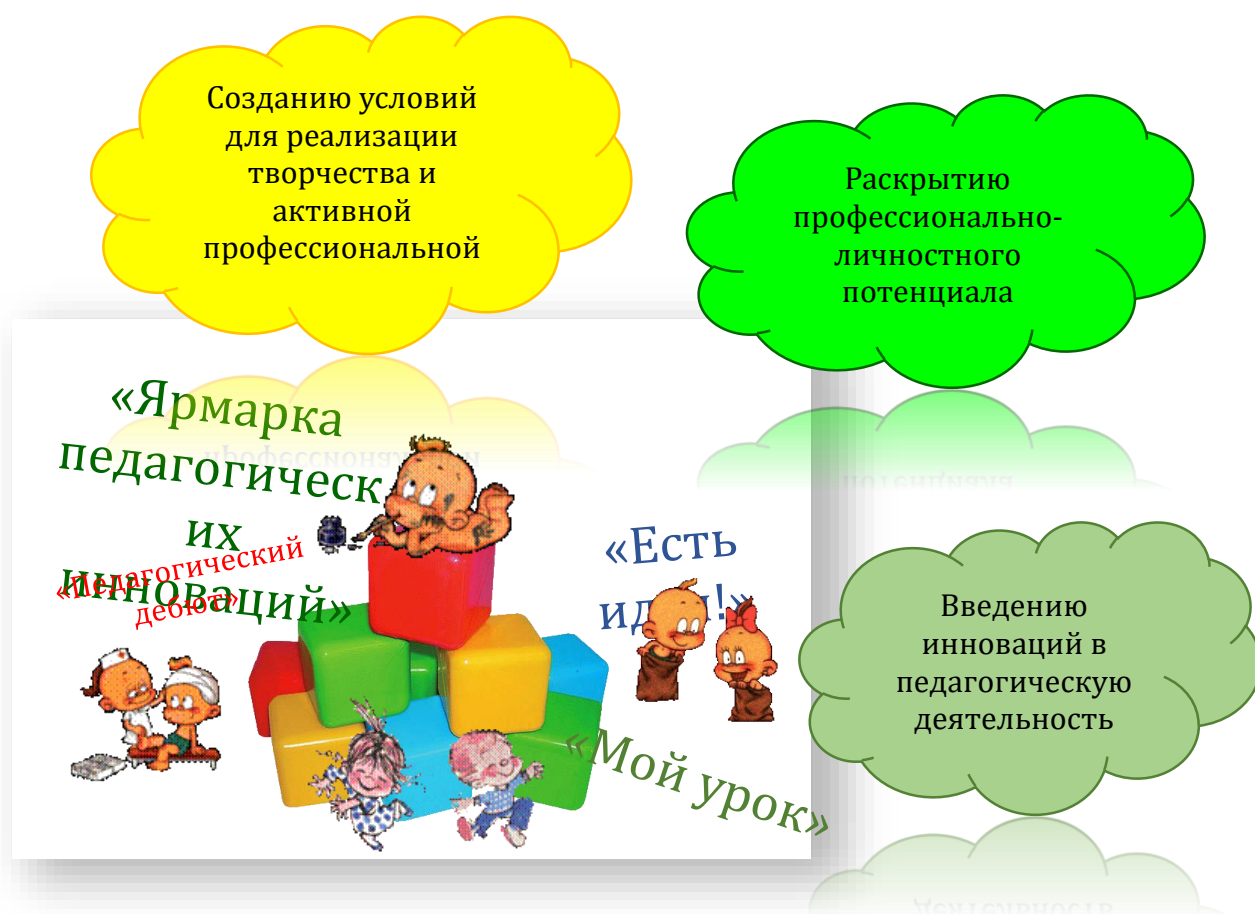 Созданию условий
для реализации
творчества и
активной
профессиональной
Раскрытию
профессионально-
личностного
потенциала
«Ярмарка
педагогическ
их
инноваций»
«Педагогический
дебют»
«Есть
идеи!»
Введению
инноваций в
педагогическую
деятельность
«Мой урок»